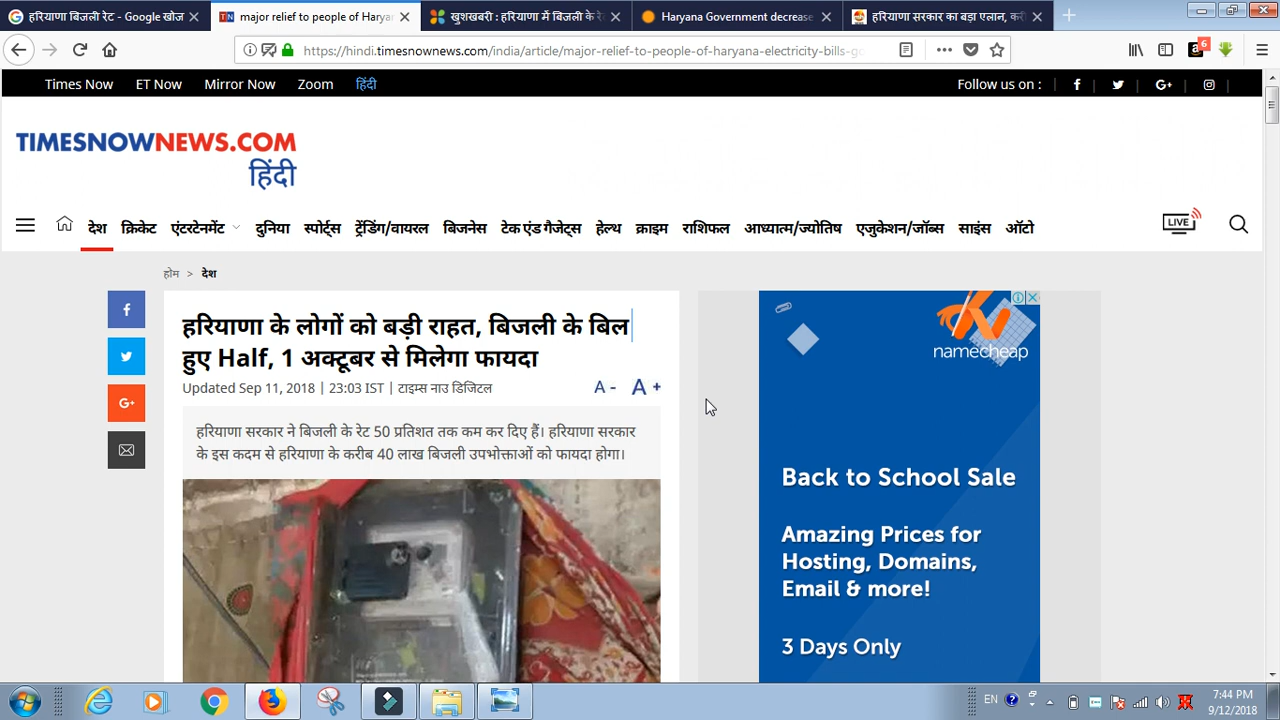 हरियाणा बिजली रेट - Google खोज
major relief to people of Harya
खुशखबरी : हरियाणा में बिजली के रे
Haryana Government decrease
हरियाणा सरकार का बड़ा एलान, करी
https://hindi.timesnownews.com/india/article/major-relief-to-people-of-haryana-electricity-bills-go
6
Times Now
ET Now
Mirror Now
Zoom
हिंदी
Follow us on :
TIMESNOWNEWS.COM
हिंदी
देश
क्रिकेट
एंटरटेनमेंट
दुनिया
स्पोर्ट्स
ट्रेंडिंग/वायरल
बिजनेस
टेक एंड गैजेट्स
हेल्थ
क्राइम
राशिफल
आध्यात्म/ज्योतिष
एजुकेशन/जॉब्स
साइंस
ऑटो
LIVE
होम > देश
हरियाणा के लोगों को बड़ी राहत, बिजली के बिल
हुए Half, 1 अक्टूबर से मिलेगा फायदा
Updated Sep 11, 2018 | 23:03 IST | टाइम्स नाउ डिजिटल
A - A +
हरियाणा सरकार ने बिजली के रेट 50 प्रतिशत तक कम कर दिए हैं। हरियाणा सरकार
के इस कदम से हरियाणा के करीब 40 लाख बिजली उपभोक्ताओं को फायदा होगा।
namecheap
Back to School Sale
Amazing Prices for
Hosting, Domains,
Email & more!
3 Days Only
EN
7:44 PM
9/12/2018